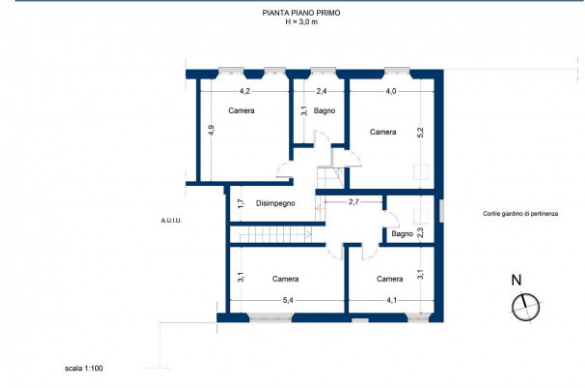 PIANTA PIANO PRIMO
H = 3,0 m
4,2
2,4
4,0
Camera
3,1
Bagno
4,9
Camera
5,2
1,7
Disimpegno
2,7
A.U.I.U.
Bagno
2,3
Cortile giardino di pertinenza
3,1
Camera
Camera
3,1
5,4
4,1
N
scala 1:100